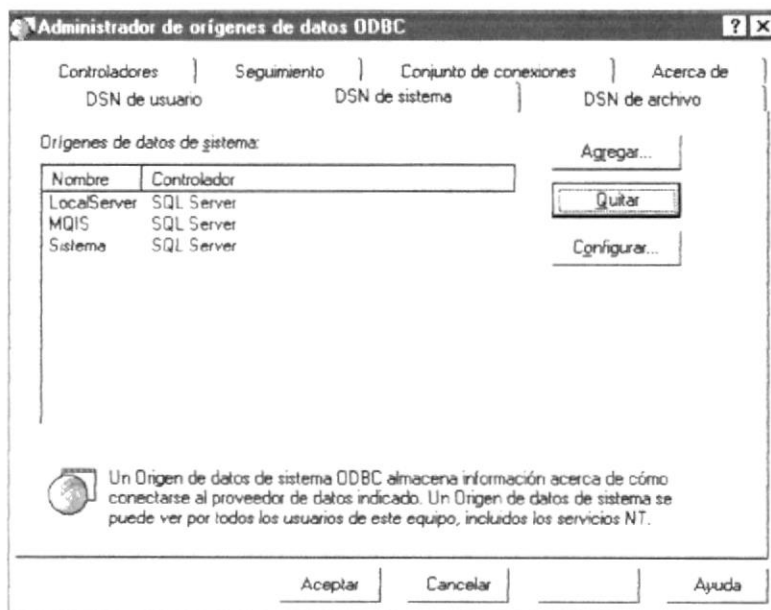 Administrador de orígenes de datos ODBC
? X
Controladores Seguimiento Conjunto de conexiones Acerca de
DSN de usuario DSN de sistema DSN de archivo
Orígenes de datos de sistema:
Agregar...
Nombre Controlador
LocalServer SQL Server
Quitar
MQIS SQL Server
Sistema SQL Server
Configurar...
Un Origen de datos de sistema ODBC almacena información acerca de cómo
conectarse al proveedor de datos indicado. Un Origen de datos de sistema se
puede ver por todos los usuarios de este equipo, incluidos los servicios NT.
Aceptar Cancelar Ayuda